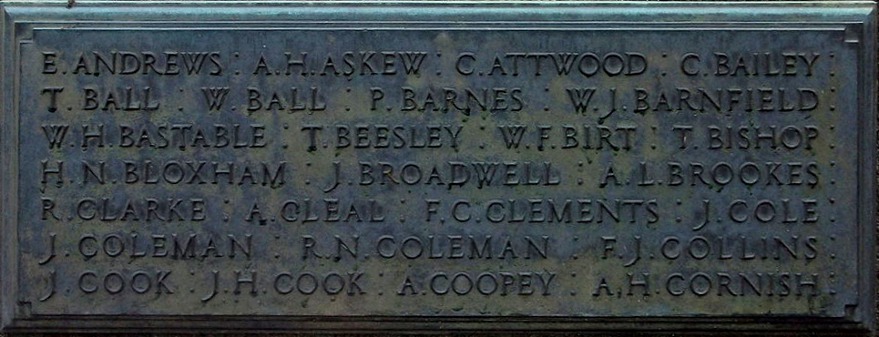 E. ANDREWS : A.H. ASKEW : C. ATTWOOD : C. BAILEY :
T. BALL : W. BALL : P. BARNES : W.J. BARNFIELD :
W.H. BASTABLE : T. BEESLEY : W.F. BIRT : T. BISHOP :
H.N. BLOXHAM : J. BROADWELL : A.L. BROOKES :
R. CLARKE : A. CLEAL : F.C. CLEMENTS : J. COLE :
J. COLEMAN : R.N. COLEMAN : F.J. COLLINS :
J. COOK : J.H. COOK : A. COOPEY : A.H. CORNISH :